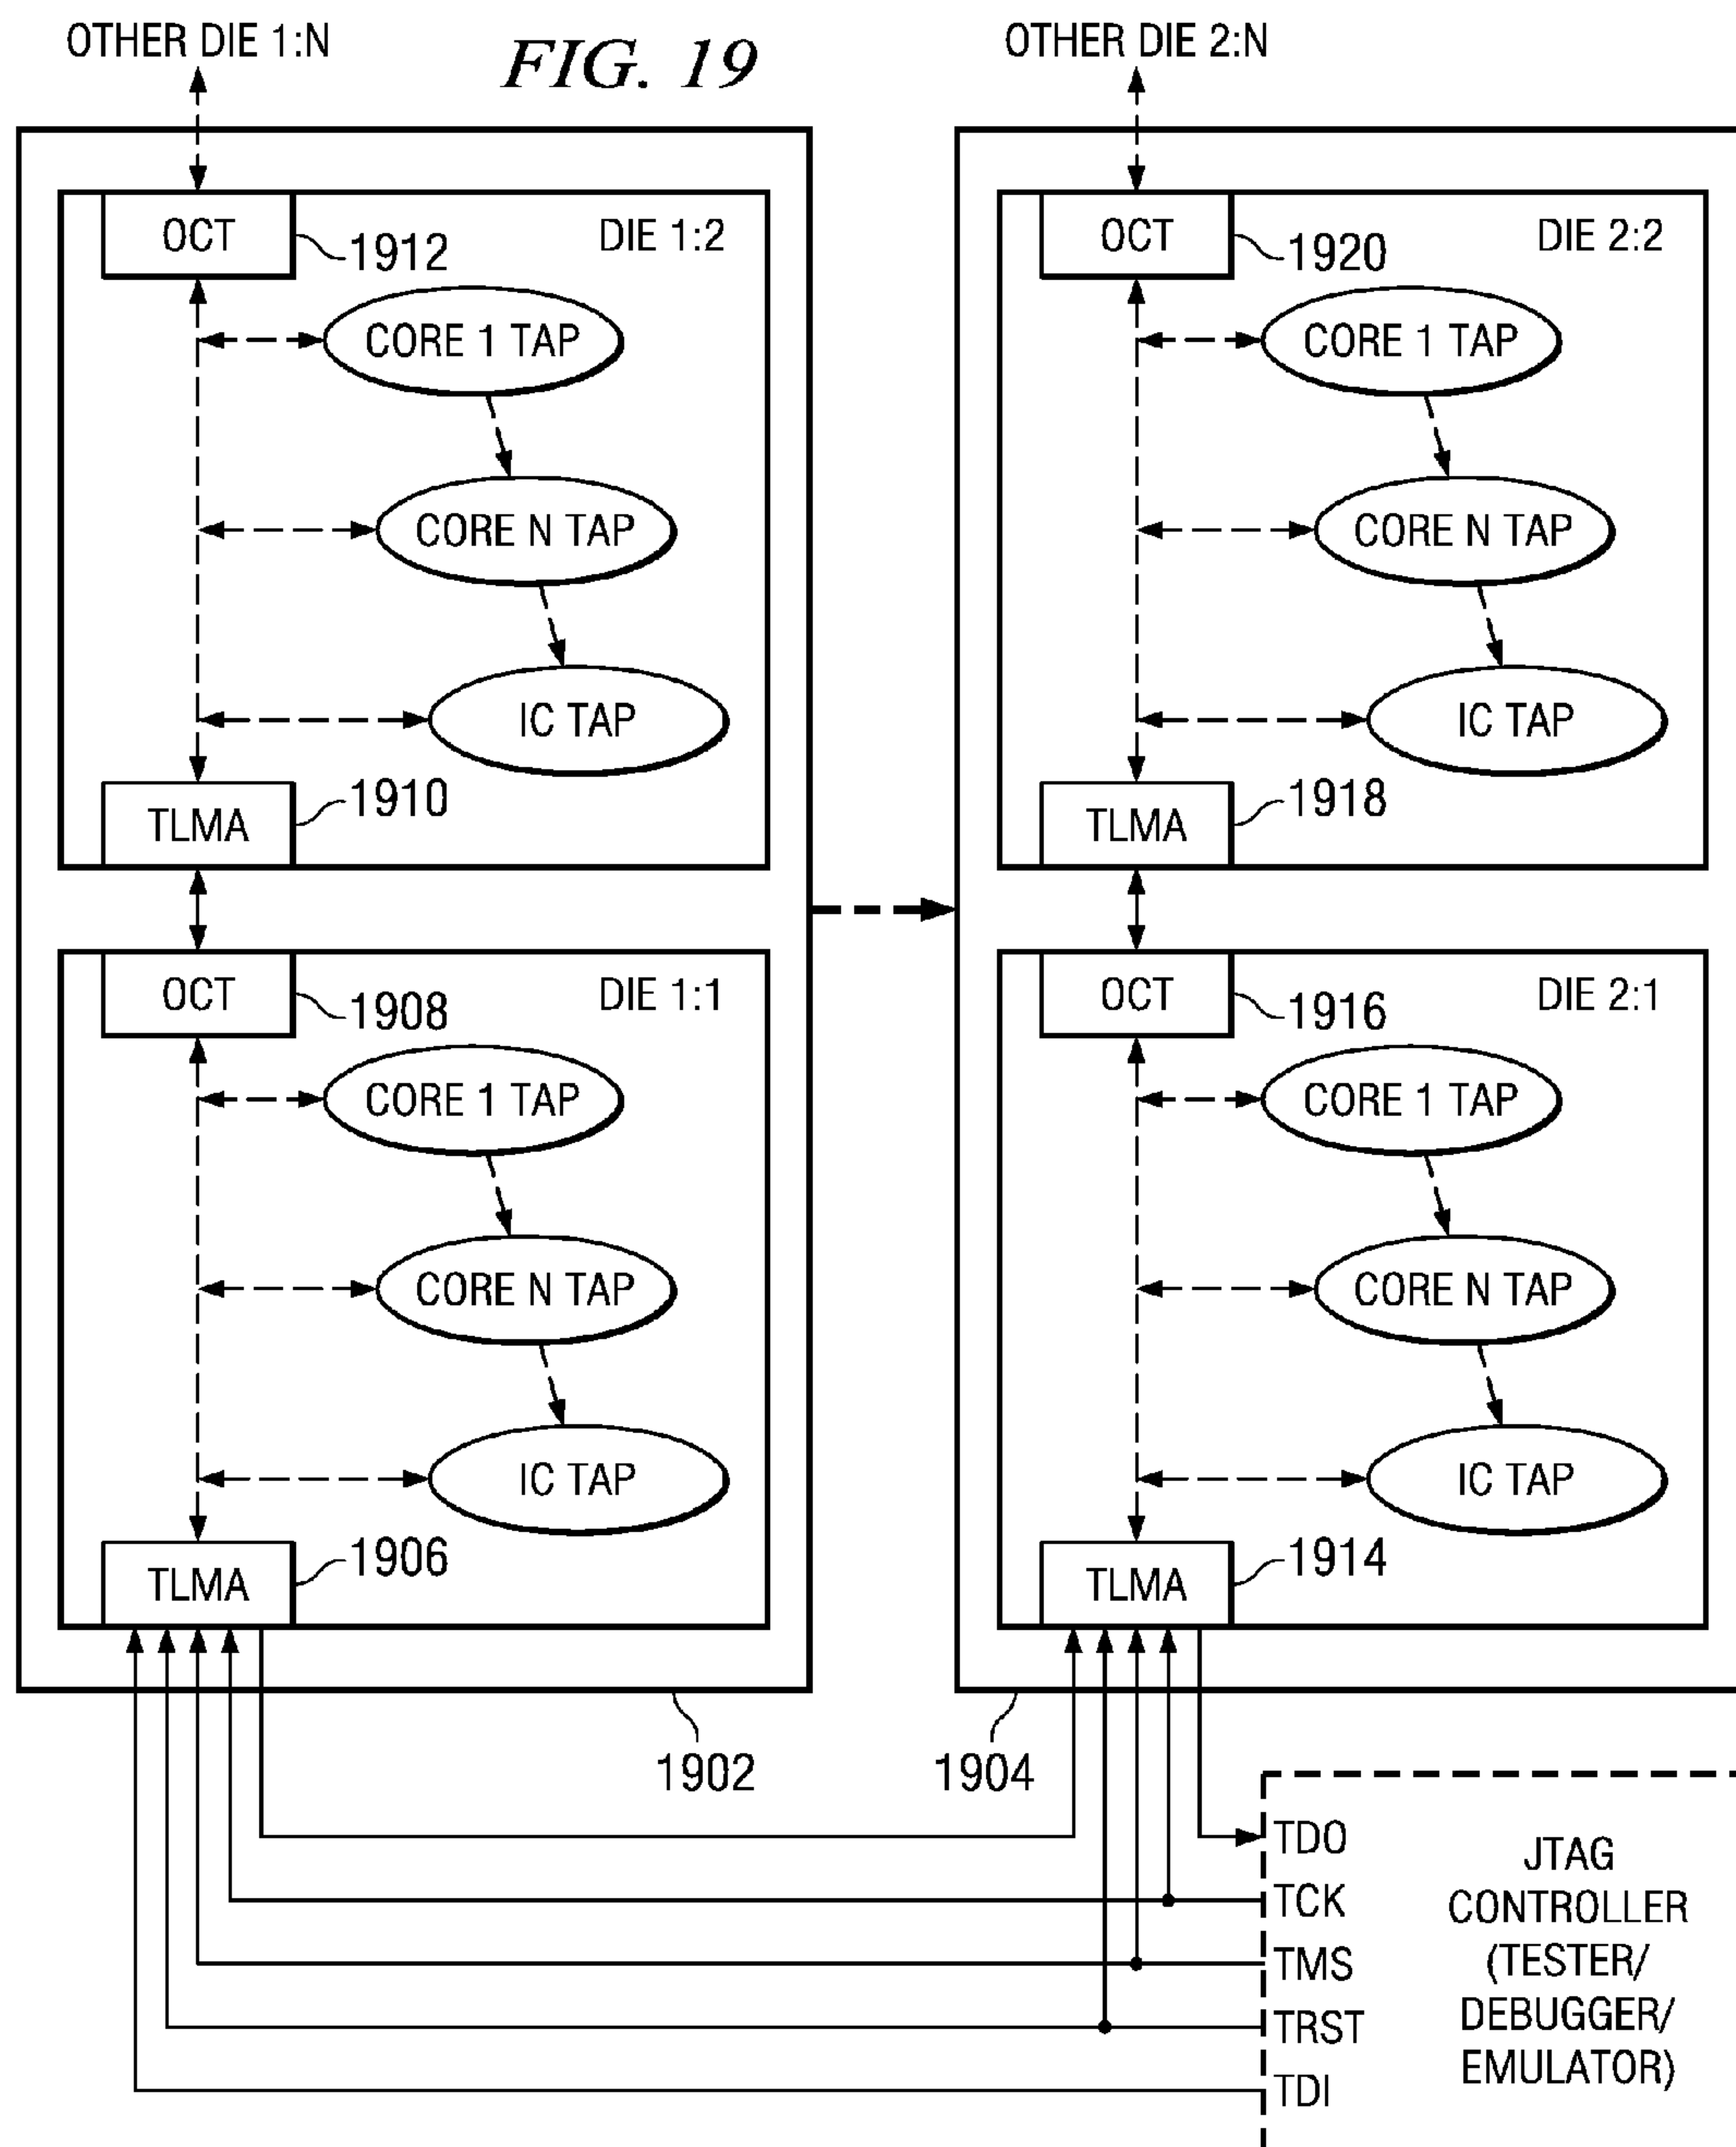 OTHER DIE 1:N
FIG. 19
OTHER DIE 2:N
OCT
1912
DIE 1:2
CORE 1 TAP
CORE N TAP
IC TAP
TLMA
1910
OCT
1908
DIE 1:1
CORE 1 TAP
CORE N TAP
IC TAP
TLMA
1906
1902
OCT
1920
DIE 2:2
CORE 1 TAP
CORE N TAP
IC TAP
TLMA
1918
OCT
1916
DIE 2:1
CORE 1 TAP
CORE N TAP
IC TAP
TLMA
1914
1904
TDO
TCK
TMS
TRST
TDI
JTAG
CONTROLLER
(TESTER/
DEBUGGER/
EMULATOR)